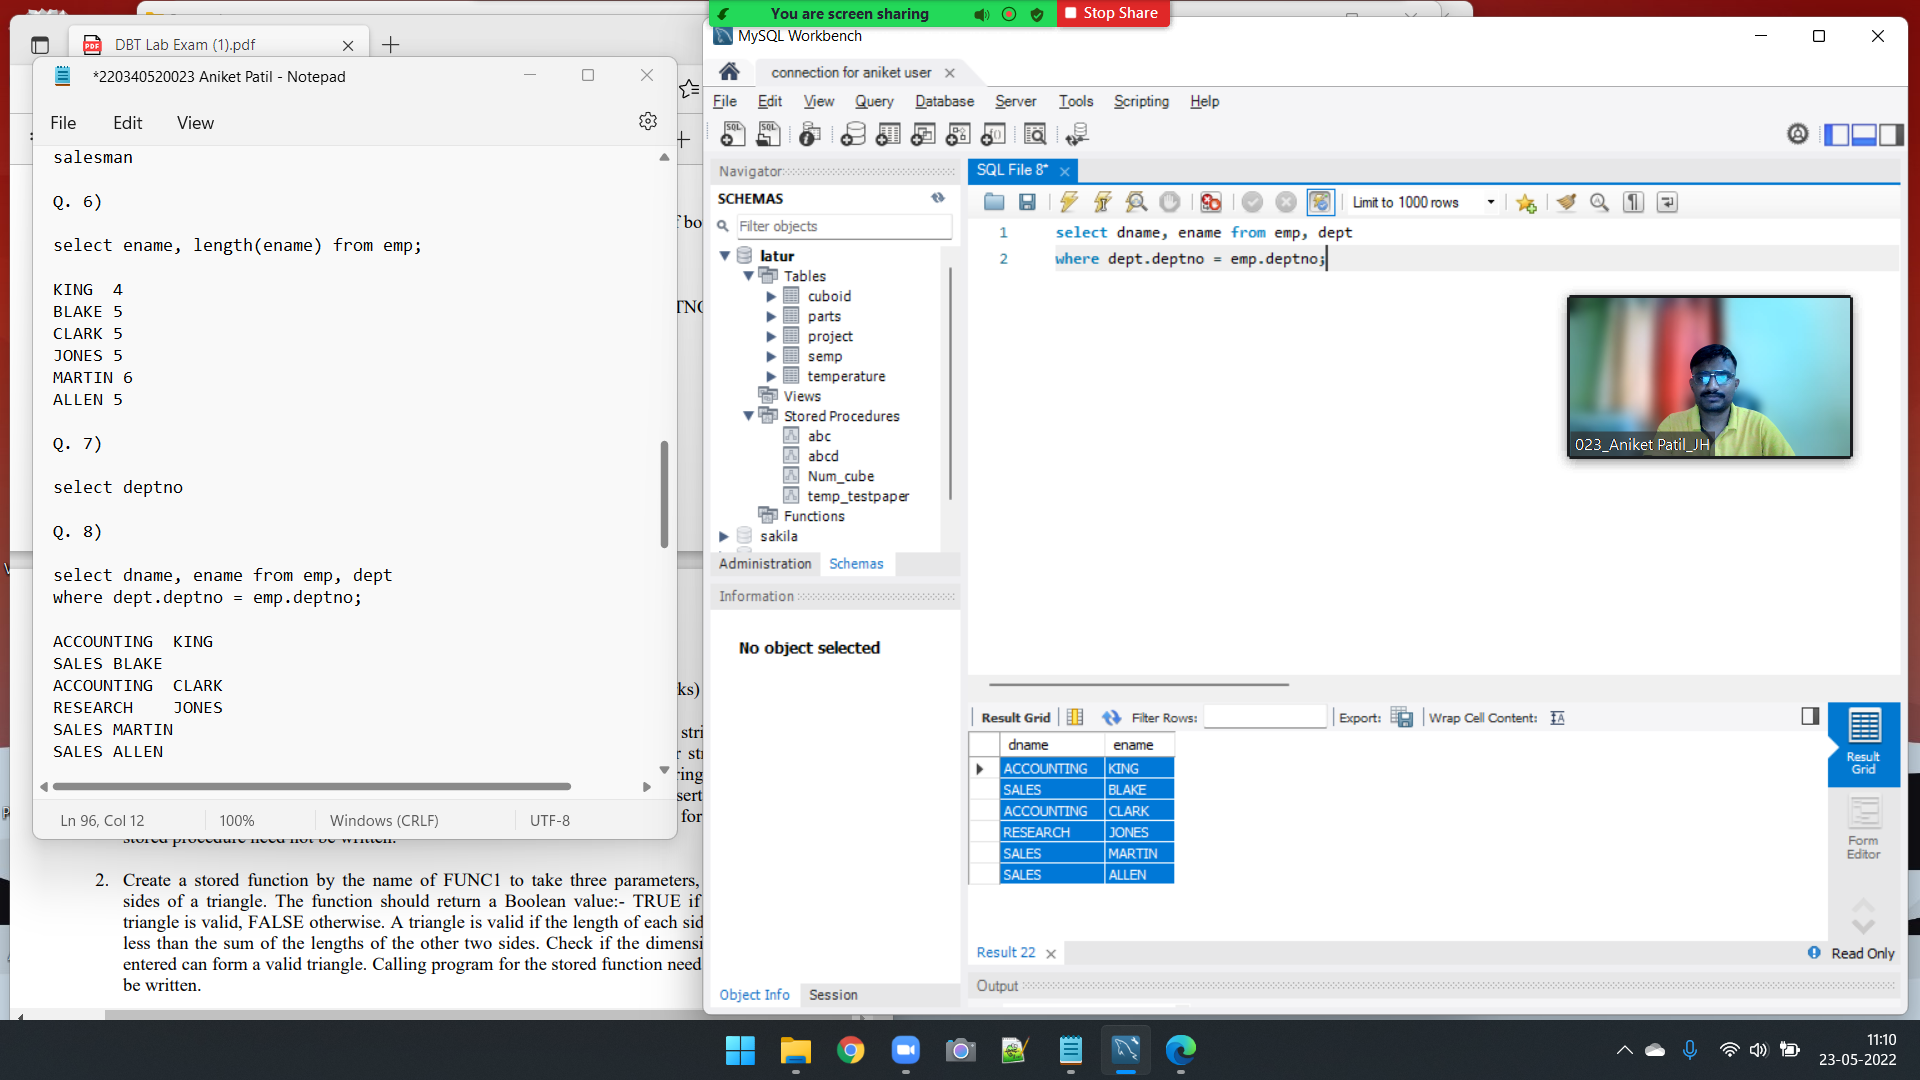 You are screen sharing
Stop Share
DBT Lab Exam (1).pdf
*220340520023 Aniket Patil - Notepad
File Edit View
salesman
Q. 6)
select ename, length(ename) from emp;
KING 4
BLAKE 5
CLARK 5
JONES 5
MARTIN 6
ALLEN 5
Q. 7)
select deptno
Q. 8)
select dname, ename from emp, dept
where dept.deptno = emp.deptno;
ACCOUNTING KING
SALES BLAKE
ACCOUNTING CLARK
RESEARCH JONES
SALES MARTIN
SALES ALLEN
Ln 96, Col 12 100% Windows (CRLF) UTF-8
2. Create a stored function by the name of FUNC1 to take three parameters,
sides of a triangle. The function should return a Boolean value:- TRUE if
triangle is valid, FALSE otherwise. A triangle is valid if the length of each sid
less than the sum of the lengths of the other two sides. Check if the dimensi
entered can form a valid triangle. Calling program for the stored function need
be written.
MySQL Workbench
connection for aniket user
File Edit View Query Database Server Tools Scripting Help
Navigator
SCHEMAS
Filter objects
latur
Tables
cuboid
parts
project
semp
temperature
Views
Stored Procedures
abc
abcd
Num_cube
temp_testpaper
Functions
sakila
Administration Schemas
Information
No object selected
Object Info Session
SQL File 8*
Limit to 1000 rows
1 select dname, ename from emp, dept
2 where dept.deptno = emp.deptno;
023_Aniket Patil_JH
Result Grid Filter Rows: Export: Wrap Cell Content:
dname ename
ACCOUNTING KING
SALES BLAKE
ACCOUNTING CLARK
RESEARCH JONES
SALES MARTIN
SALES ALLEN
Result Grid
Form Editor
Result 22
Read Only
Output
11:10
23-05-2022